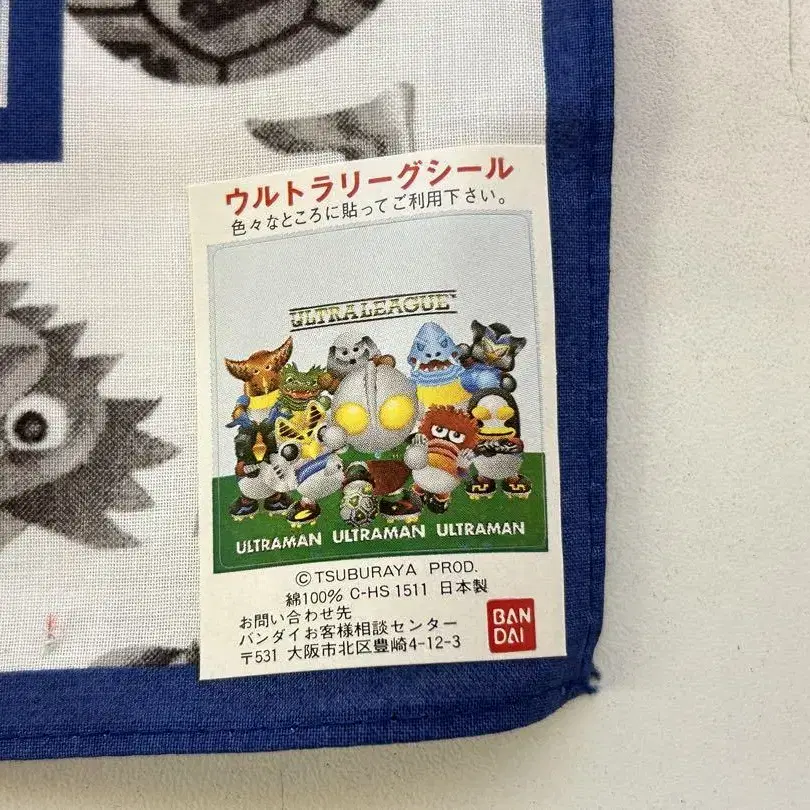 ウルトラリーグシール
色々なところに貼ってご利用下さい。
ULTRA LEAGUE
ULTRAMAN ULTRAMAN ULTRAMAN
©TSUBURAYA PROD.
綿100% C-HS 1511 日本製
お問い合わせ先
バンダイお客様相談センター
〒531 大阪市北区豊崎4-12-3
BAN
DAI